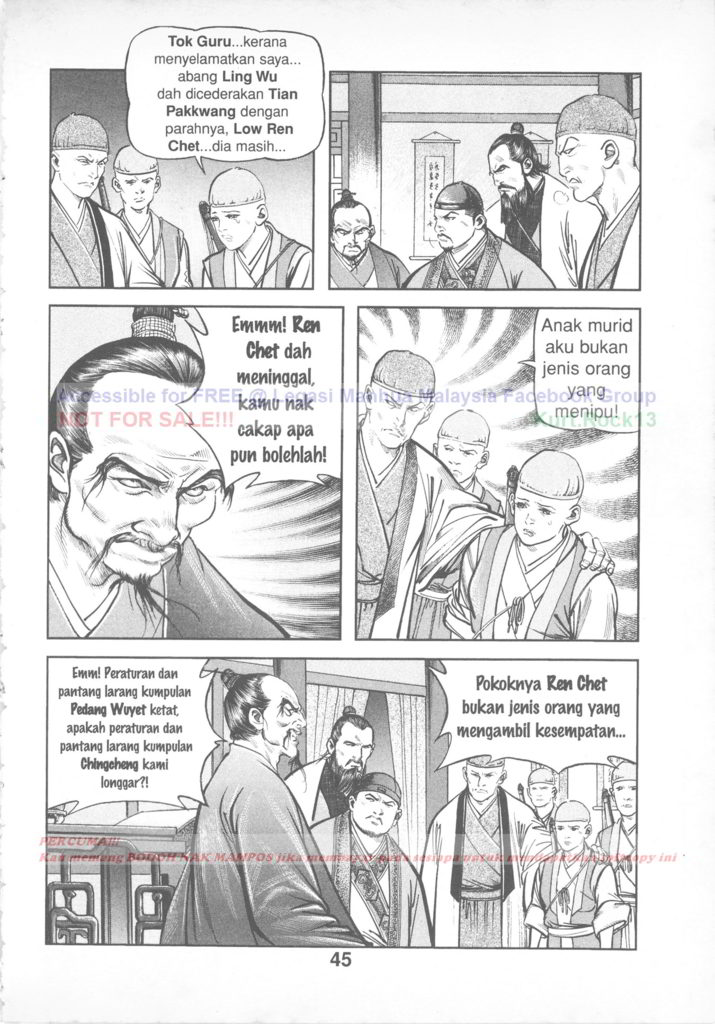 Tok Guru...kerana
menyelamatkan saya...
abang Ling Wu
dah dicederakan Tian
Pakkwang dengan
parahnya, Low Ren
Chet...dia masih...
Emmm! Ren
Chet dah
meninggal,
kamu nak
cakap apa
pun bolehlah!
Anak murid
aku bukan
jenis orang
yang
menipu!
Accessible for FREE @ Legasi Manhua Malaysia Facebook Group
NOT FOR SALE!!!
Kurt.Rock13
Emm! Peraturan dan
pantang larang kumpulan
Pedang Wuyet ketat,
apakah peraturan dan
pantang larang kumpulan
Chingcheng kami
longgar?!
Pokoknya Ren Chet
bukan jenis orang yang
mengambil kesempatan...
PERCUMA!!!
Kau memang BODOH NAK MAMPOS jika membayar pada sesiapa untuk mendapatkan
ini
45